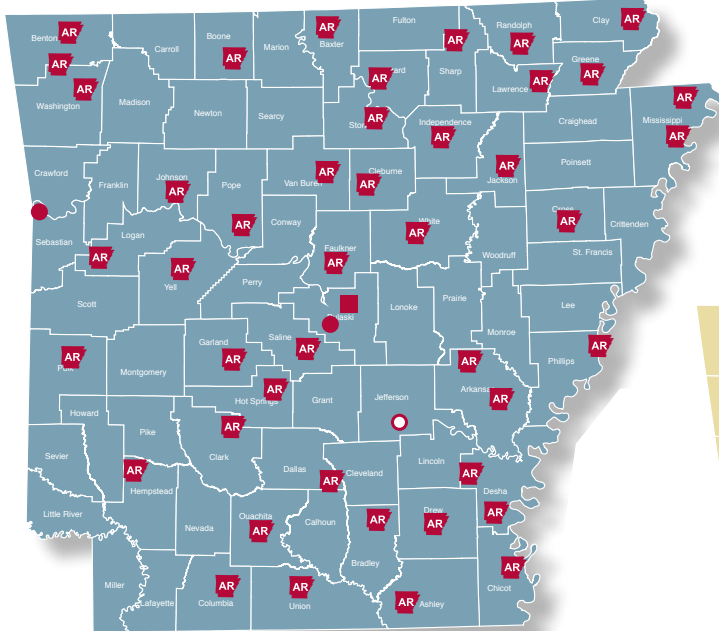 Benton
AR
Carroll
Boone
AR
Marion
AR
Baxter
Fulton
AR
Randolph
AR
Clay
AR
AR
AR
Washington
Madison
Newton
Searcy
AR
Sharp
Lawrence
AR
Greene
AR
AR
Independence
AR
Craighead
Mississippi
AR
AR
Crawford
Franklin
Johnson
AR
Pope
Van Buren
AR
Cleburne
AR
Jackson
AR
Poinsett
Cross
AR
Crittenden
Sebastian
Logan
AR
Conway
AR
White
AR
Woodruff
St. Francis
Faulkner
AR
Yell
AR
Perry
Scott
Lonoke
Prairie
Lee
Monroe
Phillips
AR
Polk
AR
Montgomery
Garland
AR
Saline
AR
Hot Springs
AR
Grant
Jefferson
Arkansas
AR
AR
Howard
Pike
Clark
AR
Sevier
Hempstead
AR
Dallas
AR
Cleveland
Lincoln
AR
Desha
AR
Little River
Nevada
Ouachita
AR
Calhoun
AR
Bradley
Drew
AR
Miller
Lafayette
Columbia
AR
Union
AR
Ashley
AR
Chicot
AR